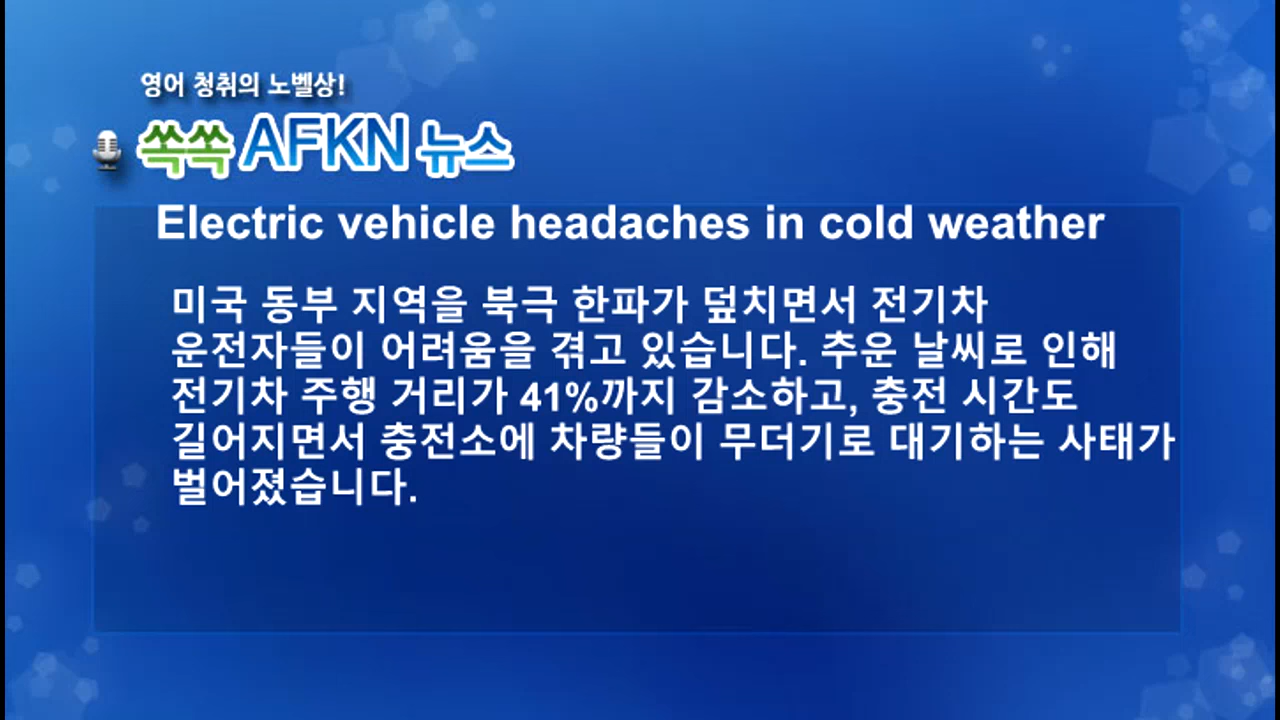 영어 청취의 노벨상!
쏙쏙 AFKN 뉴스
Electric vehicle headaches in cold weather
미국 동부 지역을 북극 한파가 덮치면서 전기차
운전자들이 어려움을 겪고 있습니다. 추운 날씨로 인해
전기차 주행 거리가 41%까지 감소하고, 충전 시간도
길어지면서 충전소에 차량들이 무더기로 대기하는 사태가
벌어졌습니다.